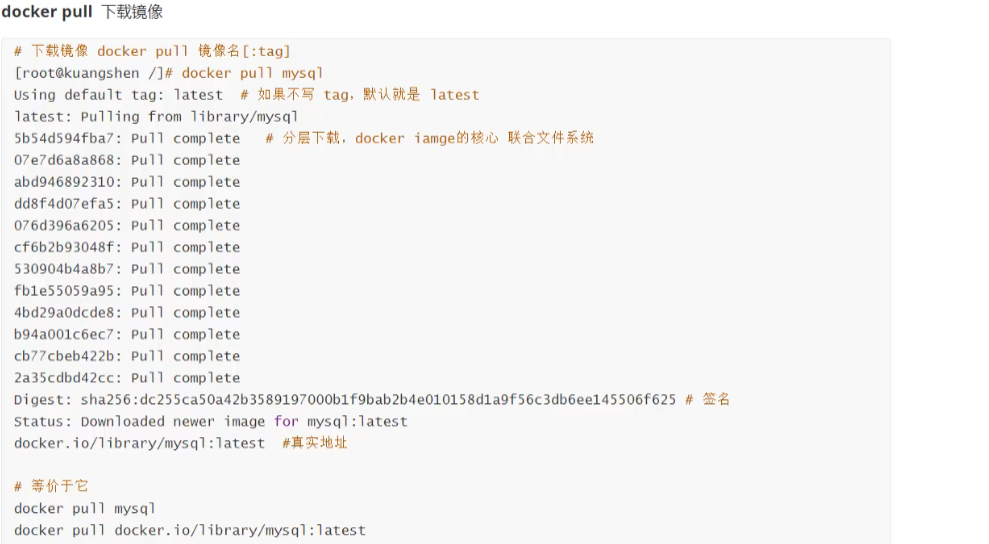 docker pull 下载镜像
# 下载镜像 docker pull 镜像名[:tag]
[root@kuangshen /]# docker pull mysql
Using default tag: latest  # 如果不写 tag，默认就是 latest
latest: Pulling from library/mysql
5b54d594fba7: Pull complete   # 分层下载，docker iamge的核心 联合文件系统
07e7d6a8a868: Pull complete
abd946892310: Pull complete
dd8f4d07efa5: Pull complete
076d396a6205: Pull complete
cf6b2b93048f: Pull complete
530904b4a8b7: Pull complete
fb1e55059a95: Pull complete
4bd29a0dcde8: Pull complete
b94a001c6ec7: Pull complete
cb77cbeb422b: Pull complete
2a35cdbd42cc: Pull complete
Digest: sha256:dc255ca50a42b3589197000b1f9bab2b4e010158d1a9f56c3db6ee145506f625 # 签名
Status: Downloaded newer image for mysql:latest
docker.io/library/mysql:latest  #真实地址
# 等价于它
docker pull mysql
docker pull docker.io/library/mysql:latest